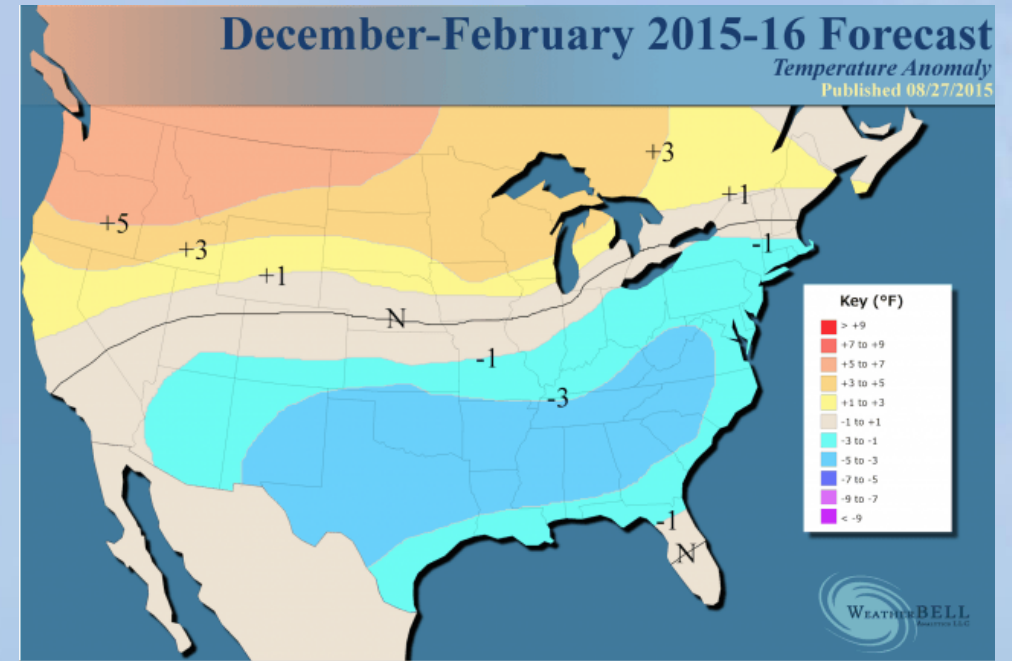 December-February 2015-16 Forecast
Temperature Anomaly
Published 08/27/2015
+3
+1
+5
-1
+3
+1
N
-1
-3
-1
N
Key (°F)
> +9
+7 to +9
+5 to +7
+3 to +5
+1 to +3
-1 to +1
-3 to -1
-5 to -3
-7 to -5
-9 to -7
< -9
WEATHERBELL
ANALYTICS LLC